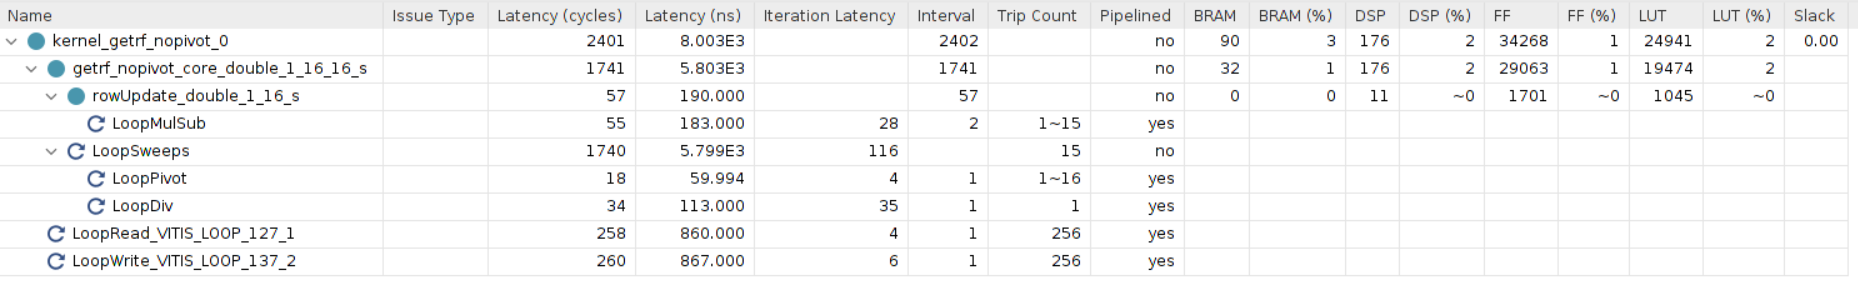 Name Issue Type Latency (cycles) Latency (ns) Iteration Latency Interval Trip Count Pipelined BRAM BRAM (%) DSP DSP (%) FF FF (%) LUT LUT (%) Slack
kernel_getrf_nopivot_0 2401 8.003E3 2402 no 90 3 176 2 34268 1 24941 2 0.00
getrf_nopivot_core_double_1_16_16_s 1741 5.803E3 1741 no 32 1 176 2 29063 1 19474 2
rowUpdate_double_1_16_s 57 190.000 57 no 0 0 11 ~0 1701 ~0 1045 ~0
LoopMulSub 55 183.000 28 2 1~15 yes
LoopSweeps 1740 5.799E3 116 15 no
LoopPivot 18 59.994 4 1 1~16 yes
LoopDiv 34 113.000 35 1 1 yes
LoopRead_VITIS_LOOP_127_1 258 860.000 4 1 256 yes
LoopWrite_VITIS_LOOP_137_2 260 867.000 6 1 256 yes